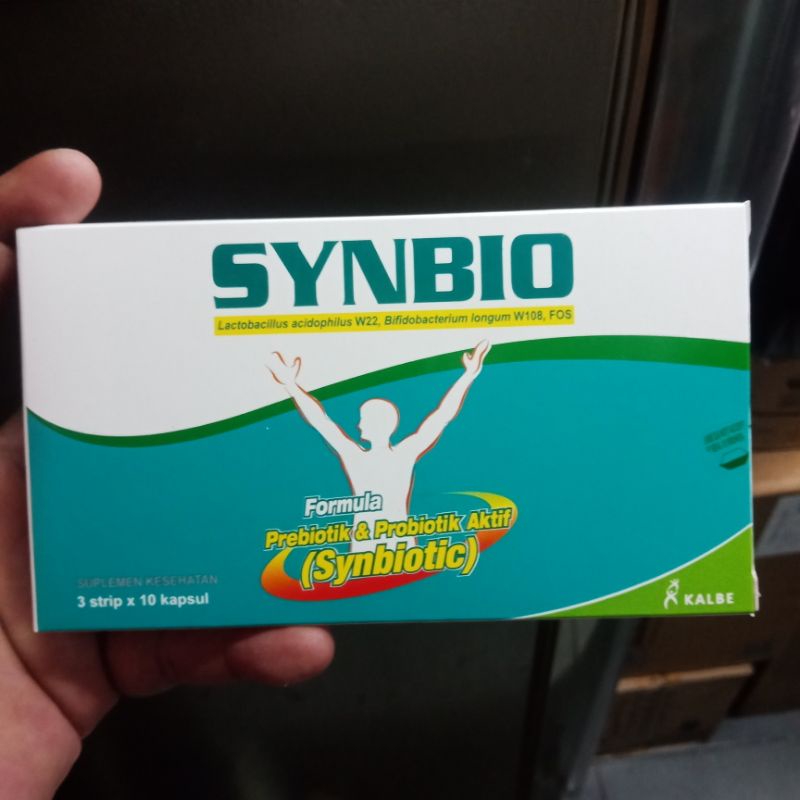 SYNBIO
Lactobacillus acidophilus W22, Bifidobacterium longum W108, FOS
Formula
Prebiotik & Probiotik Aktif
(Synbiotic)
SUPLEMEN KESEHATAN
3 strip x 10 kapsul
KALBE